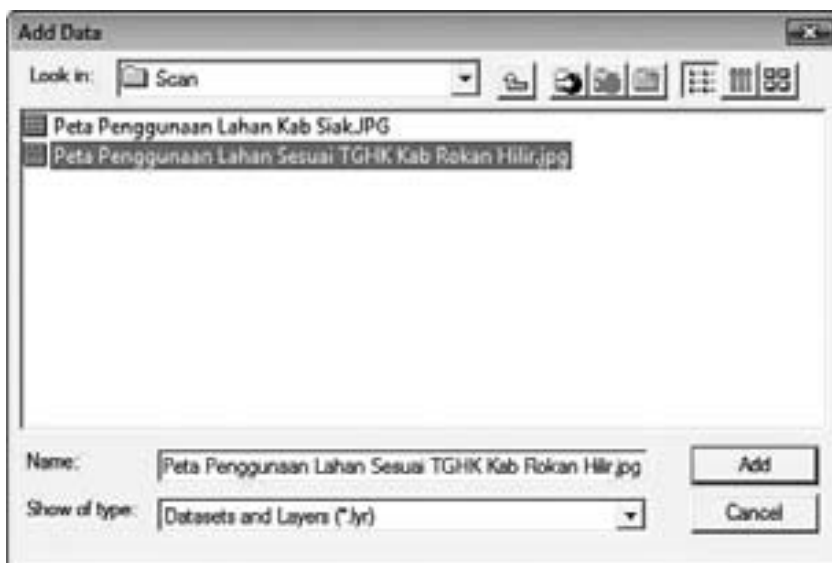 Add Data
Look in: Scan
Peta Penggunaan Lahan Kab Siak.JPG
Peta Penggunaan Lahan Sesuai TGHK Kab Rokan Hilir.jpg
Name: Peta Penggunaan Lahan Sesuai TGHK Kab Rokan Hilir.jpg Add
Show of type: Datasets and Layers (*.lyr) Cancel